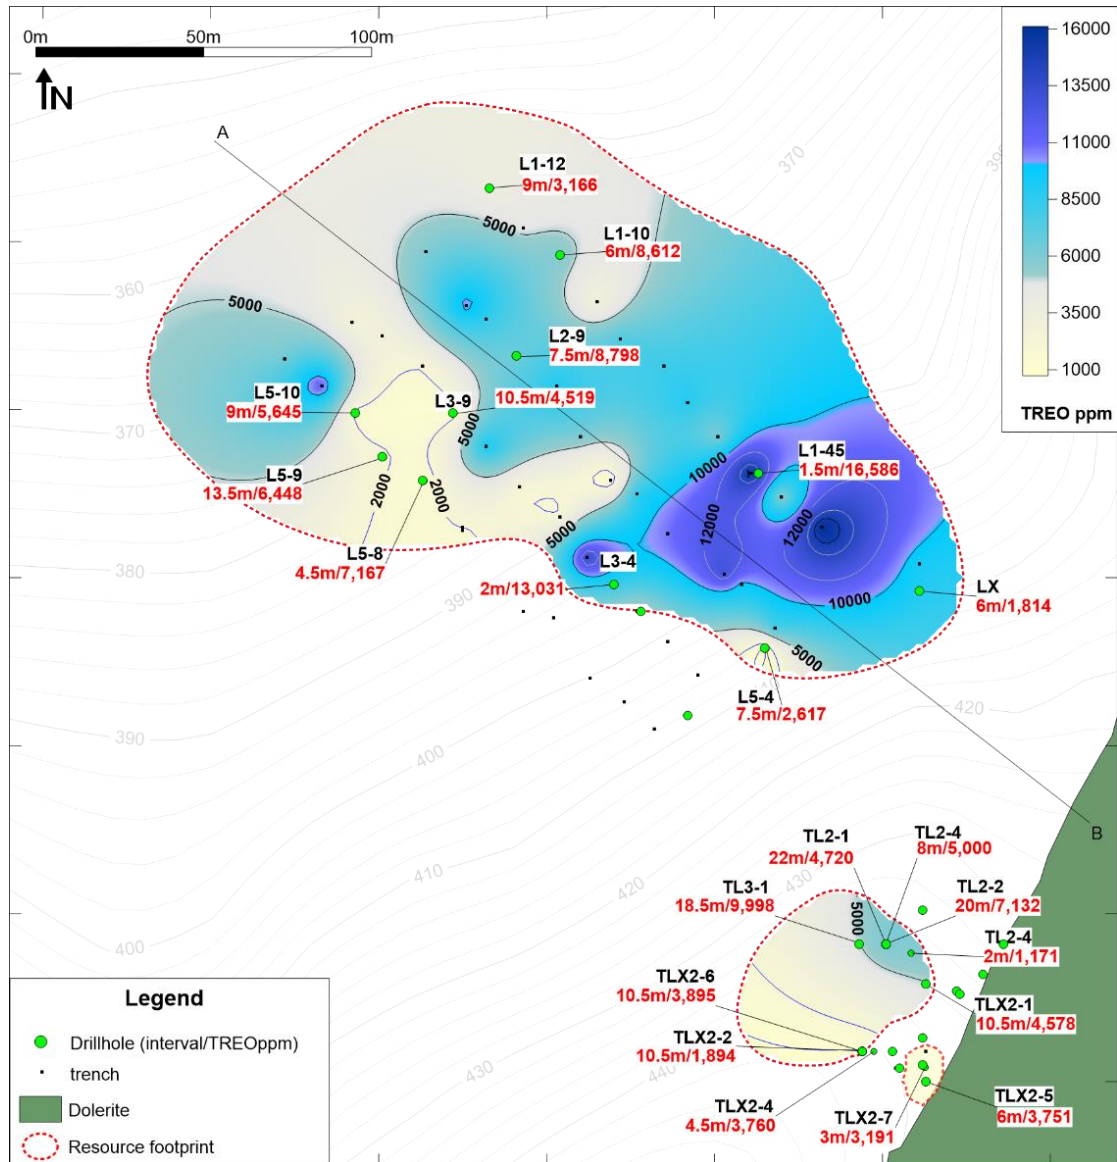 0m 50m 100m
N
16000
13500
11000
8500
6000
3500
1000
TREO ppm
A
370
L1-12
9m/3,166
5000
L1-10
6m/8,612
360
5000
L2-9
7.5m/8,798
L5-10
9m/5,645
L3-9
10.5m/4,519
5000
370
L1-45
1.5m/16,586
10000
L5-9
13.5m/6,448
2000
2000
12000
12000
5000
L5-8
4.5m/7,167
L3-4
2m/13,031
380
390
10000
LX
6m/1,814
5000
L5-4
7.5m/2,617
420
390
400
B
410
420
430
TL2-1
22m/4,720
TL2-4
8m/5,000
TL3-1
18.5m/9,998
5000
TL2-2
20m/7,132
TL2-4
2m/1,171
400
TLX2-6
10.5m/3,895
TLX2-1
10.5m/4,578
TLX2-2
10.5m/1,894
430
440
TLX2-4
4.5m/3,760
TLX2-7
3m/3,191
TLX2-5
6m/3,751
Legend
Drillhole (interval/TREOppm)
trench
Dolerite
Resource footprint